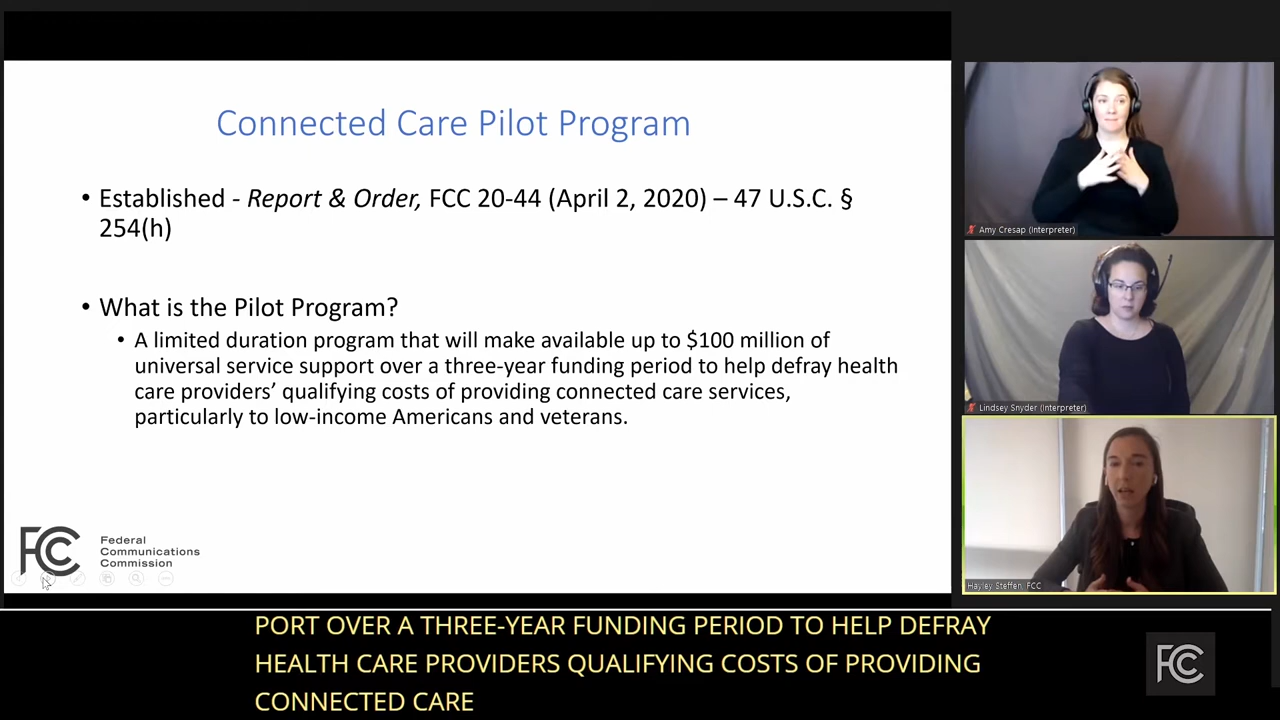 Connected Care Pilot Program
• Established - Report & Order, FCC 20-44 (April 2, 2020) – 47 U.S.C. §
254(h)
• What is the Pilot Program?
• A limited duration program that will make available up to $100 million of
universal service support over a three-year funding period to help defray health
care providers’ qualifying costs of providing connected care services,
particularly to low-income Americans and veterans.
FCC
Federal
Communications
Commission
Amy Cresap (Interpreter)
Lindsey Snyder (Interpreter)
Hayley Steffen, FCC
PORT OVER A THREE-YEAR FUNDING PERIOD TO HELP DEFRAY
HEALTH CARE PROVIDERS QUALIFYING COSTS OF PROVIDING
CONNECTED CARE
FCC